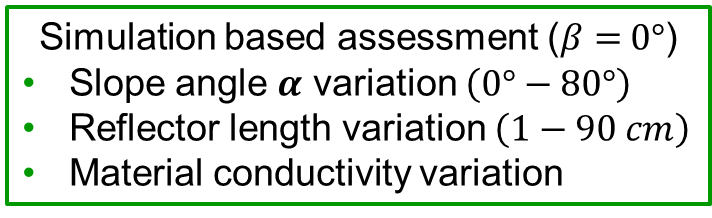 Simulation based assessment (β = 0°)
• Slope angle α variation (0° − 80°)
• Reflector length variation (1 − 90 cm)
• Material conductivity variation